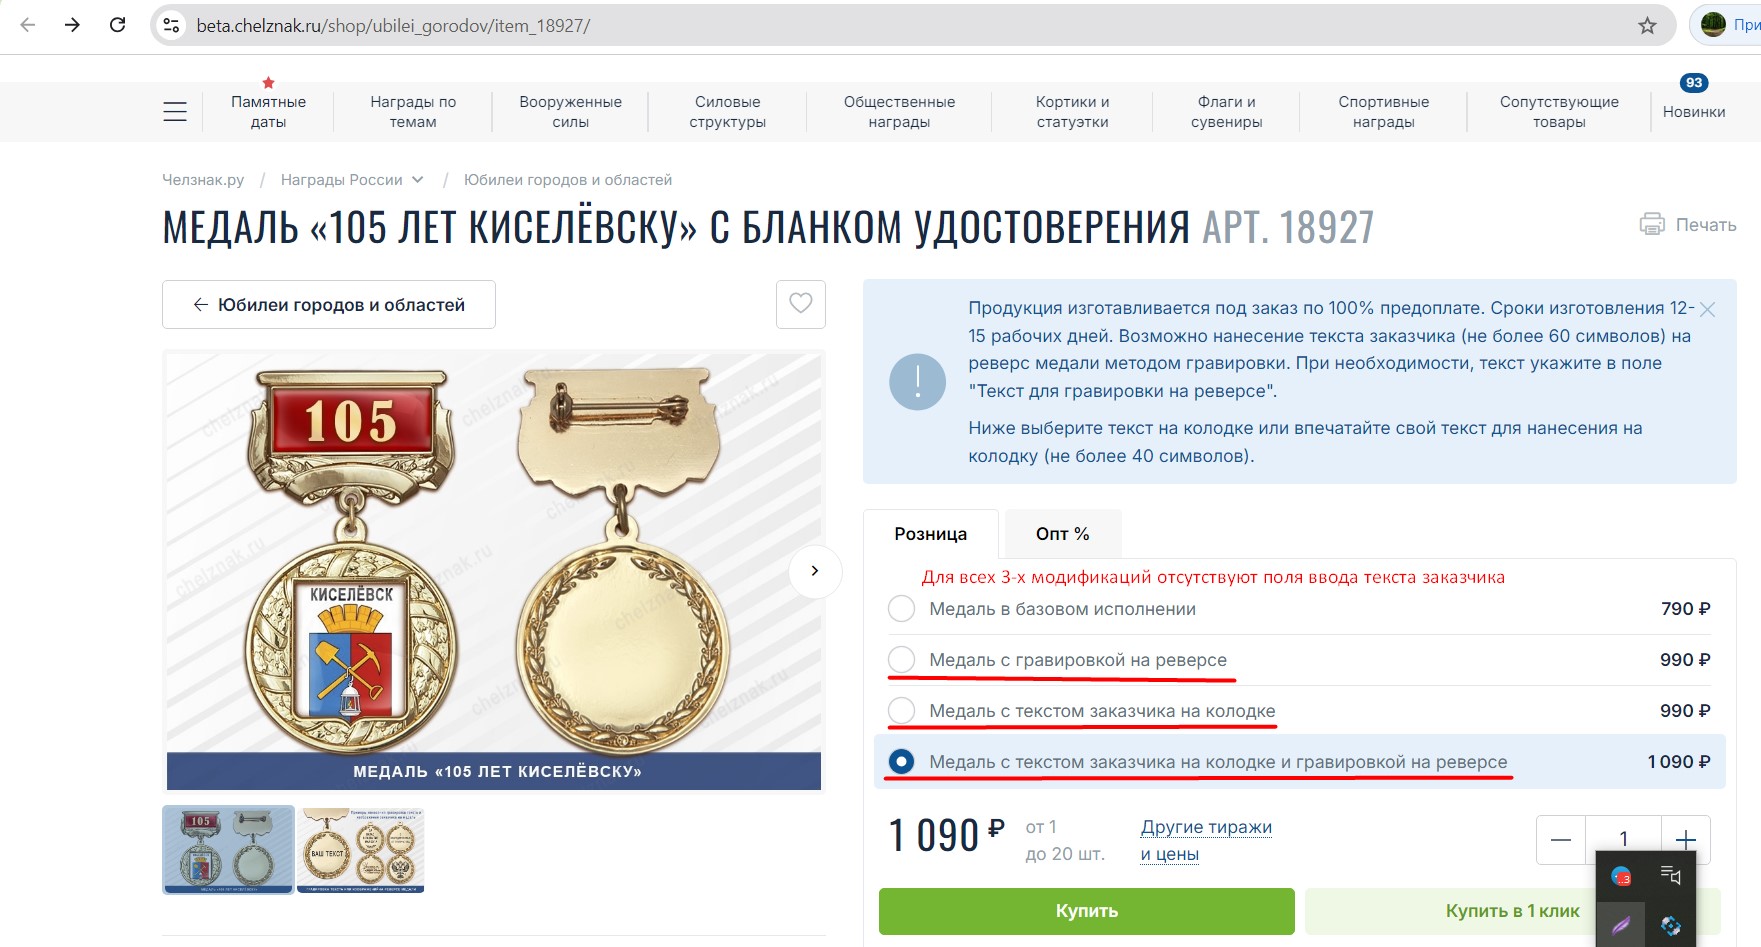 beta.chelznak.ru/shop/ubilei_gorodov/item_18927/
При
Памятные
даты
Награды по
темам
Вооруженные
силы
Силовые
структуры
Общественные
награды
Кортики и
статуэтки
Флаги и
сувениры
Спортивные
награды
Сопутствующие
товары
93
Новинки
Челзнак.ру / Награды России / Юбилеи городов и областей
МЕДАЛЬ «105 ЛЕТ КИСЕЛЁВСКУ» С БЛАНКОМ УДОСТОВЕРЕНИЯ АРТ. 18927
Печать
← Юбилеи городов и областей
105
КИСЕЛЁВСК
chelznak.ru
МЕДАЛЬ «105 ЛЕТ КИСЕЛЁВСКУ»
105
ВАШ ТЕКСТ
Продукция изготавливается под заказ по 100% предоплате. Сроки изготовления 12-
15 рабочих дней. Возможно нанесение текста заказчика (не более 60 символов) на
реверс медали методом гравировки. При необходимости, текст укажите в поле
"Текст для гравировки на реверсе".
Ниже выберите текст на колодке или впечатайте свой текст для нанесения на
колодку (не более 40 символов).
Розница
Опт %
Для всех 3-х модификаций отсутствуют поля ввода текста заказчика
Медаль в базовом исполнении 790 ₽
Медаль с гравировкой на реверсе 990 ₽
Медаль с текстом заказчика на колодке 990 ₽
Медаль с текстом заказчика на колодке и гравировкой на реверсе 1 090 ₽
1 090 ₽
от 1
до 20 шт.
Другие тиражи
и цены
— 1 +
Купить
Купить в 1 клик